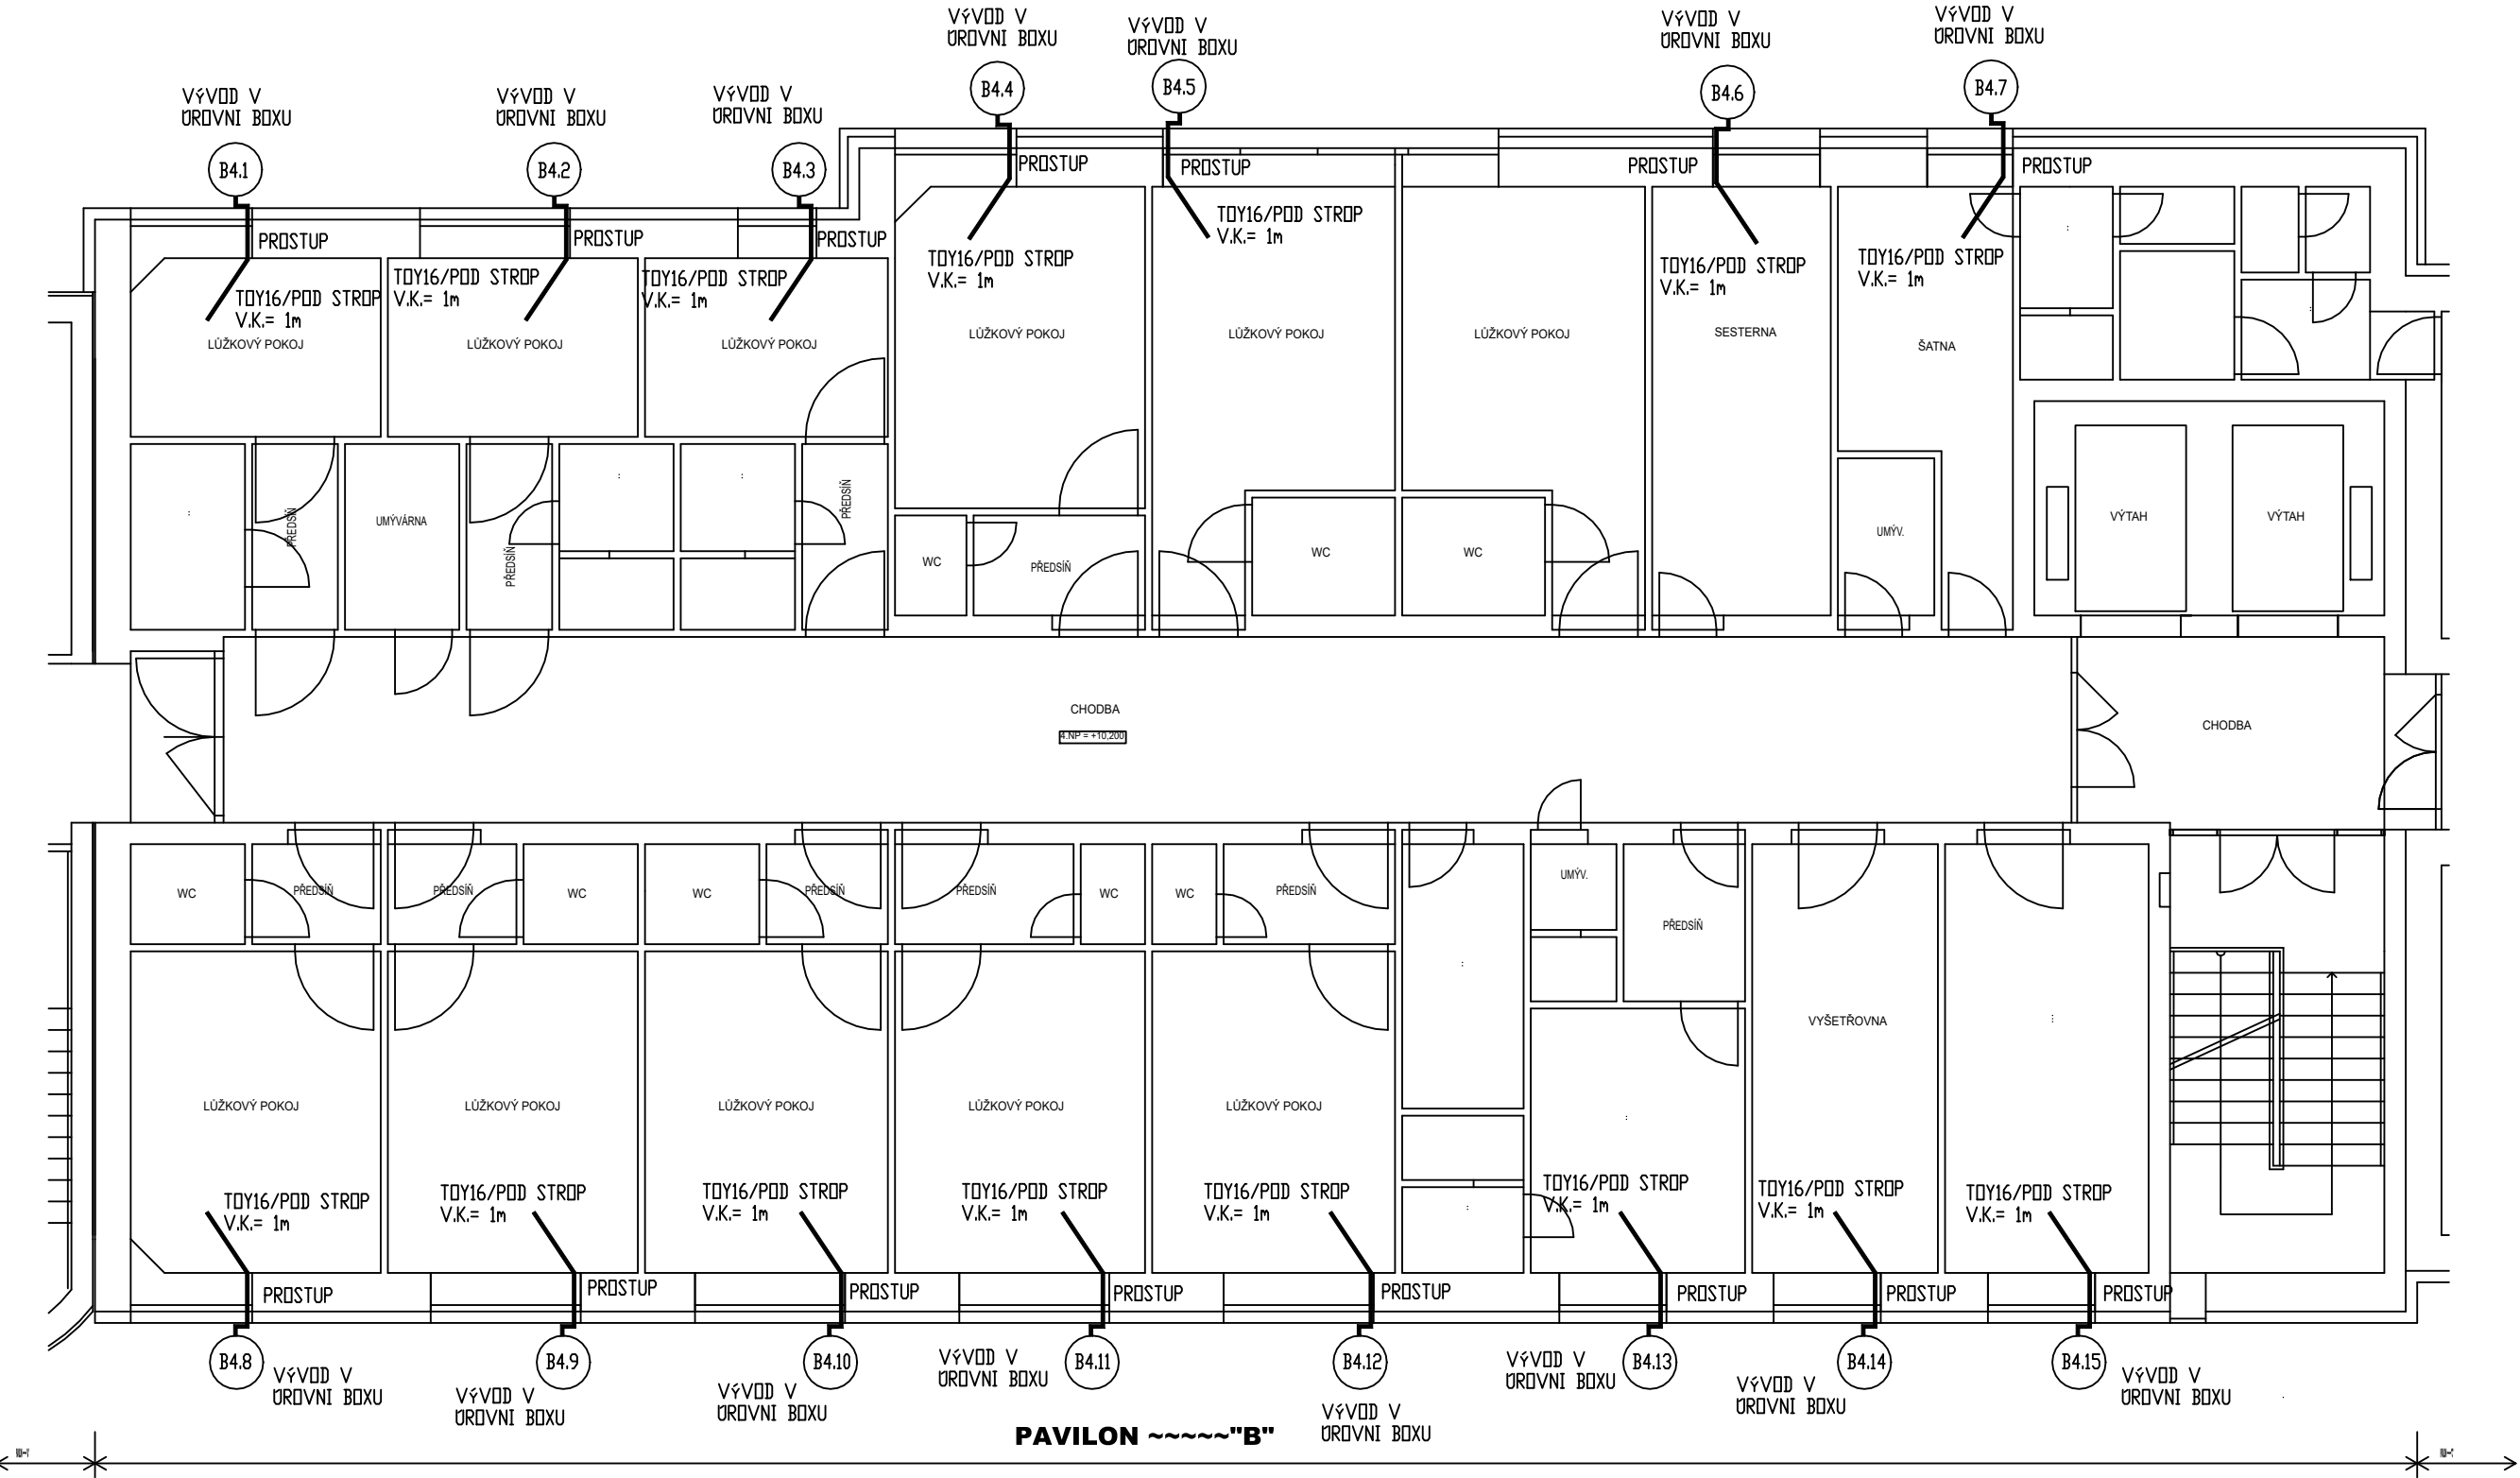 VÝVOD V
ÚROVNI BOXU
VÝVOD V
ÚROVNI BOXU
VÝVOD V
ÚROVNI BOXU
VÝVOD V
ÚROVNI BOXU
VÝVOD V
ÚROVNI BOXU
VÝVOD V
ÚROVNI BOXU
VÝVOD V
ÚROVNI BOXU
B4.1
B4.2
B4.3
B4.4
B4.5
B4.6
B4.7
PROSTUP
PROSTUP
PROSTUP
PROSTUP
PROSTUP
PROSTUP
PROSTUP
TOY16/POD STROP
V.K.= 1m
TOY16/POD STROP
V.K.= 1m
TOY16/POD STROP
V.K.= 1m
TOY16/POD STROP
V.K.= 1m
TOY16/POD STROP
V.K.= 1m
TOY16/POD STROP
V.K.= 1m
TOY16/POD STROP
V.K.= 1m
LŮŽKOVÝ POKOJ
LŮŽKOVÝ POKOJ
LŮŽKOVÝ POKOJ
LŮŽKOVÝ POKOJ
LŮŽKOVÝ POKOJ
LŮŽKOVÝ POKOJ
SESTERNA
ŠATNA
PŘEDSÍŇ
UMÝVÁRNA
PŘEDSÍŇ
PŘEDSÍŇ
WC
PŘEDSÍŇ
WC
WC
UMÝV.
VÝTAH
VÝTAH
CHODBA
4.NP = +10,200
CHODBA
WC
PŘEDSÍŇ
PŘEDSÍŇ
WC
WC
PŘEDSÍŇ
PŘEDSÍŇ
WC
WC
PŘEDSÍŇ
UMÝV.
PŘEDSÍŇ
VYŠETŘOVNA
LŮŽKOVÝ POKOJ
LŮŽKOVÝ POKOJ
LŮŽKOVÝ POKOJ
LŮŽKOVÝ POKOJ
LŮŽKOVÝ POKOJ
TOY16/POD STROP
V.K.= 1m
TOY16/POD STROP
V.K.= 1m
TOY16/POD STROP
V.K.= 1m
TOY16/POD STROP
V.K.= 1m
TOY16/POD STROP
V.K.= 1m
TOY16/POD STROP
V.K.= 1m
TOY16/POD STROP
V.K.= 1m
TOY16/POD STROP
V.K.= 1m
PROSTUP
PROSTUP
PROSTUP
PROSTUP
PROSTUP
PROSTUP
PROSTUP
PROSTUP
B4.8
B4.9
B4.10
B4.11
B4.12
B4.13
B4.14
B4.15
VÝVOD V
ÚROVNI BOXU
VÝVOD V
ÚROVNI BOXU
VÝVOD V
ÚROVNI BOXU
VÝVOD V
ÚROVNI BOXU
VÝVOD V
ÚROVNI BOXU
VÝVOD V
ÚROVNI BOXU
VÝVOD V
ÚROVNI BOXU
VÝVOD V
ÚROVNI BOXU
PAVILON ~~~~~"B"